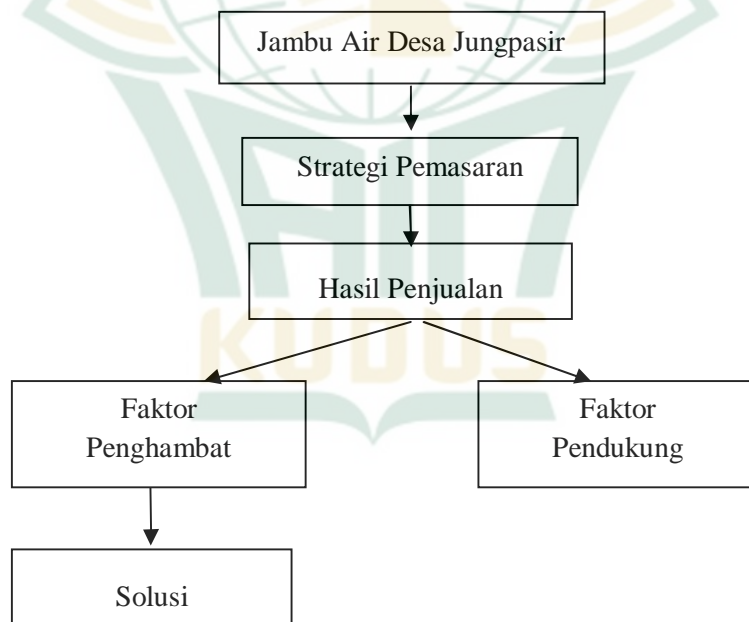 Jambu Air Desa Jungpasir
Strategi Pemasaran
Hasil Penjualan
KUDUS
Faktor
Penghambat
Faktor
Pendukung
Solusi